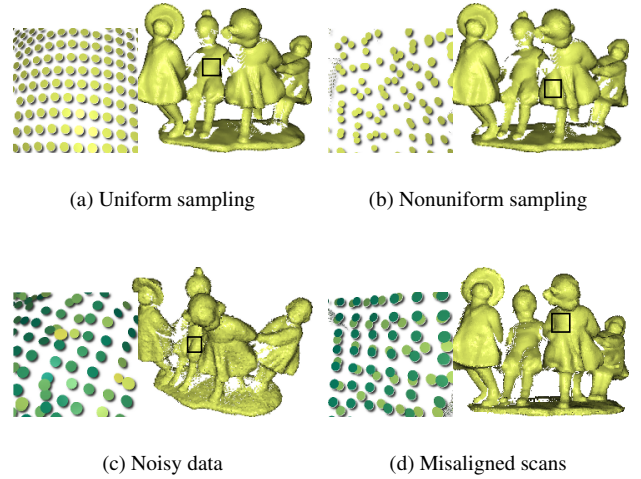 (a) Uniform sampling
(b) Nonuniform sampling
(c) Noisy data
(d) Misaligned scans